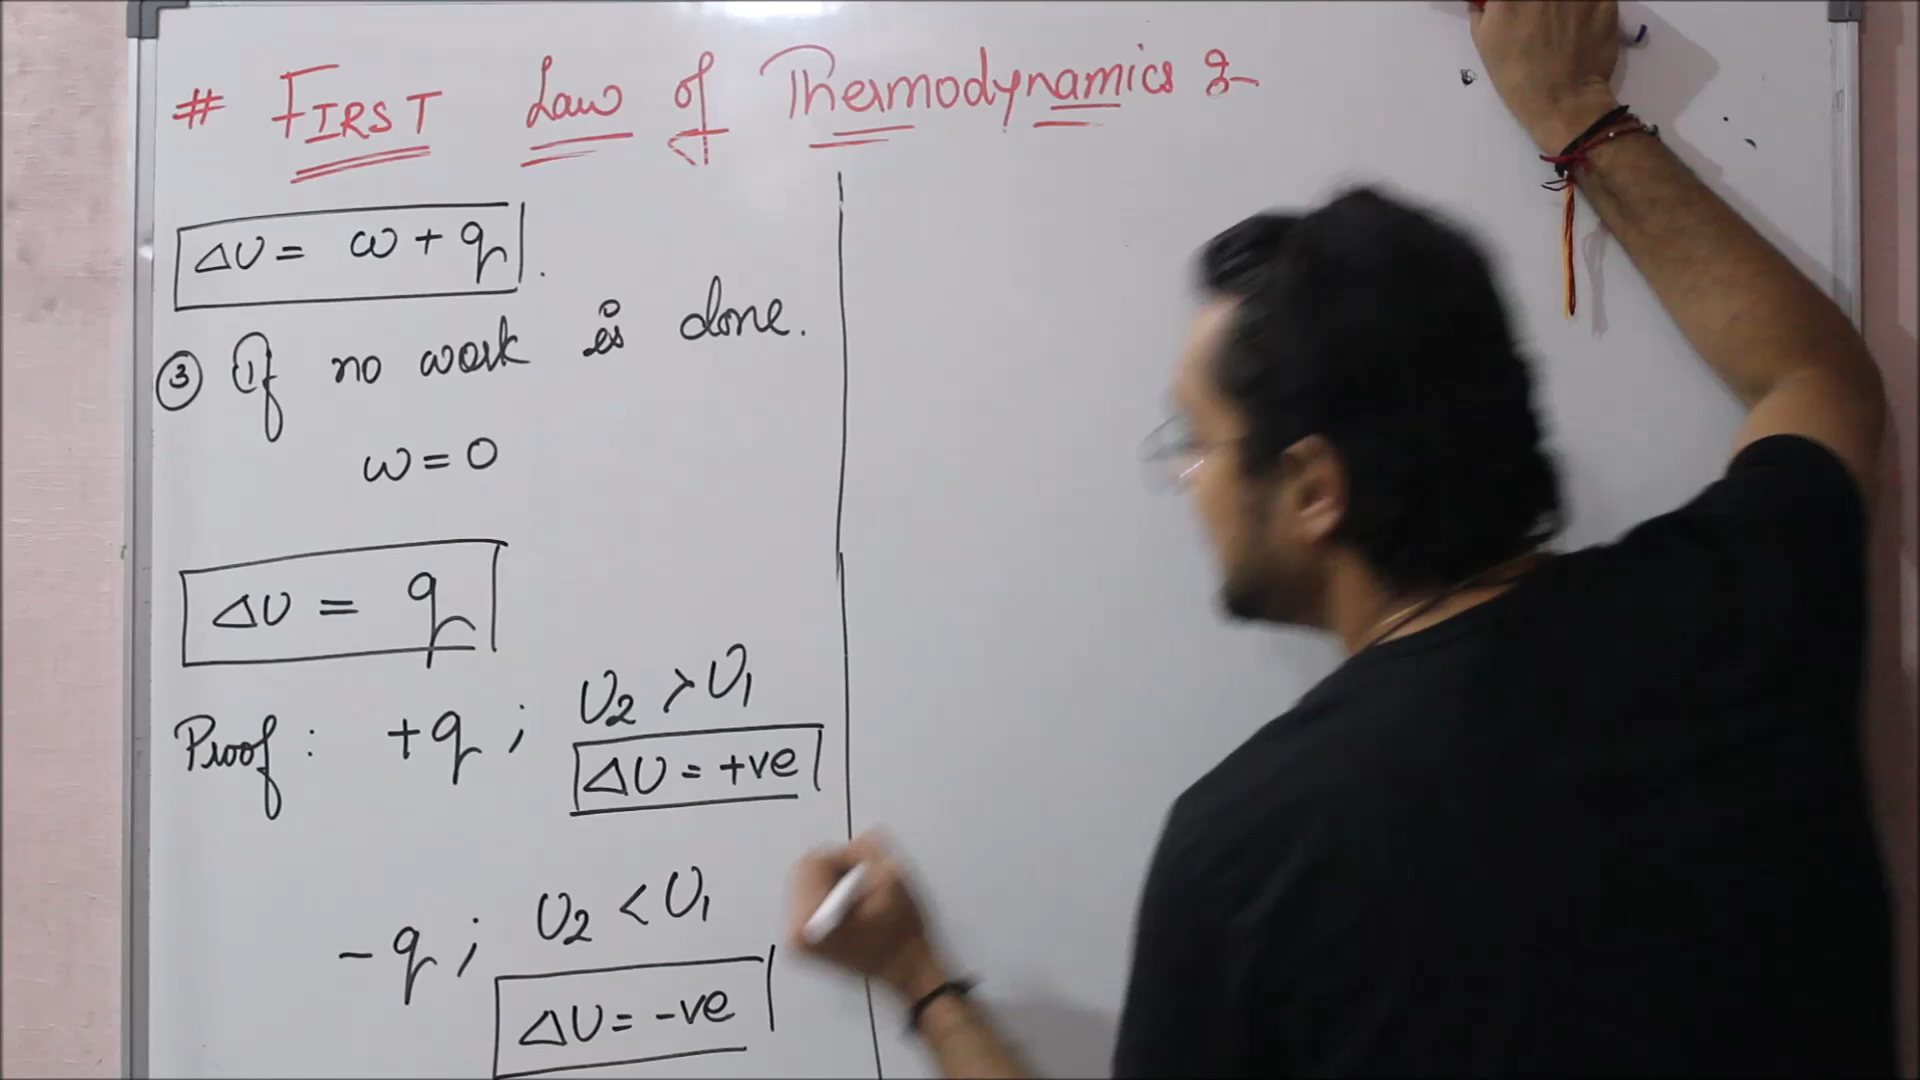 # FIRST Law of Thermodynamics :-
ΔU = w + q.
③ If no work is done.
w = 0
ΔU = q
Proof : +q ; U₂ > U₁
ΔU = +ve
-q ; U₂ < U₁
ΔU = -ve